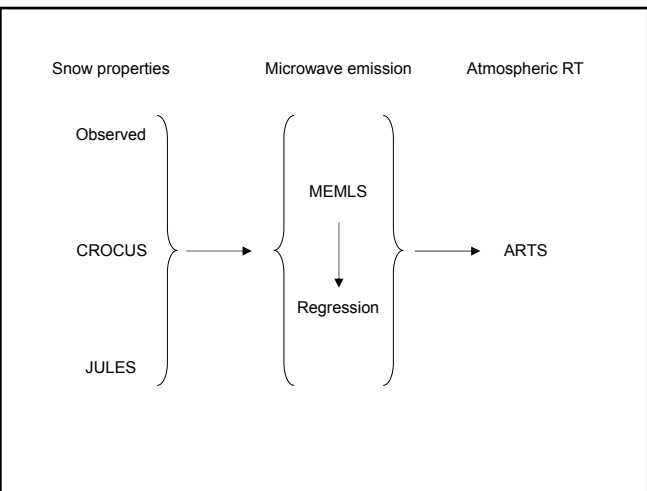 Snow properties Microwave emission Atmospheric RT
Observed
MEMLS
CROCUS ARTS
Regression
JULES